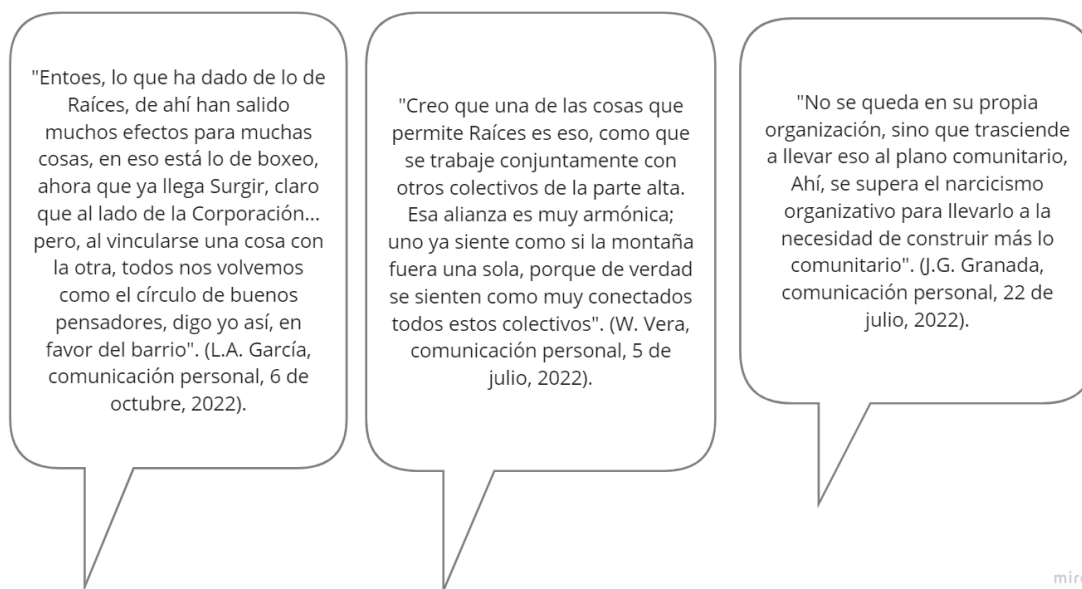 "Entoes, lo que ha dado de lo de
Raíces, de ahí han salido
muchos efectos para muchas
cosas, en eso está lo de boxeo,
ahora que ya llega Surgir, claro
que al lado de la Corporación...
pero, al vincularse una cosa con
la otra, todos nos volvemos
como el círculo de buenos
pensadores, digo yo así, en
favor del barrio". (L.A. García,
comunicación personal, 6 de
octubre, 2022).
"Creo que una de las cosas que
permite Raíces es eso, como que
se trabaje conjuntamente con
otros colectivos de la parte alta.
Esa alianza es muy armónica;
uno ya siente como si la montaña
fuera una sola, porque de verdad
se sienten como muy conectados
todos estos colectivos". (W. Vera,
comunicación personal, 5 de
julio, 2022).
"No se queda en su propia
organización, sino que trasciende
a llevar eso al plano comunitario,
Ahí, se supera el narcicismo
organizativo para llevarlo a la
necesidad de construir más lo
comunitario". (J.G. Granada,
comunicación personal, 22 de
julio, 2022).
miro